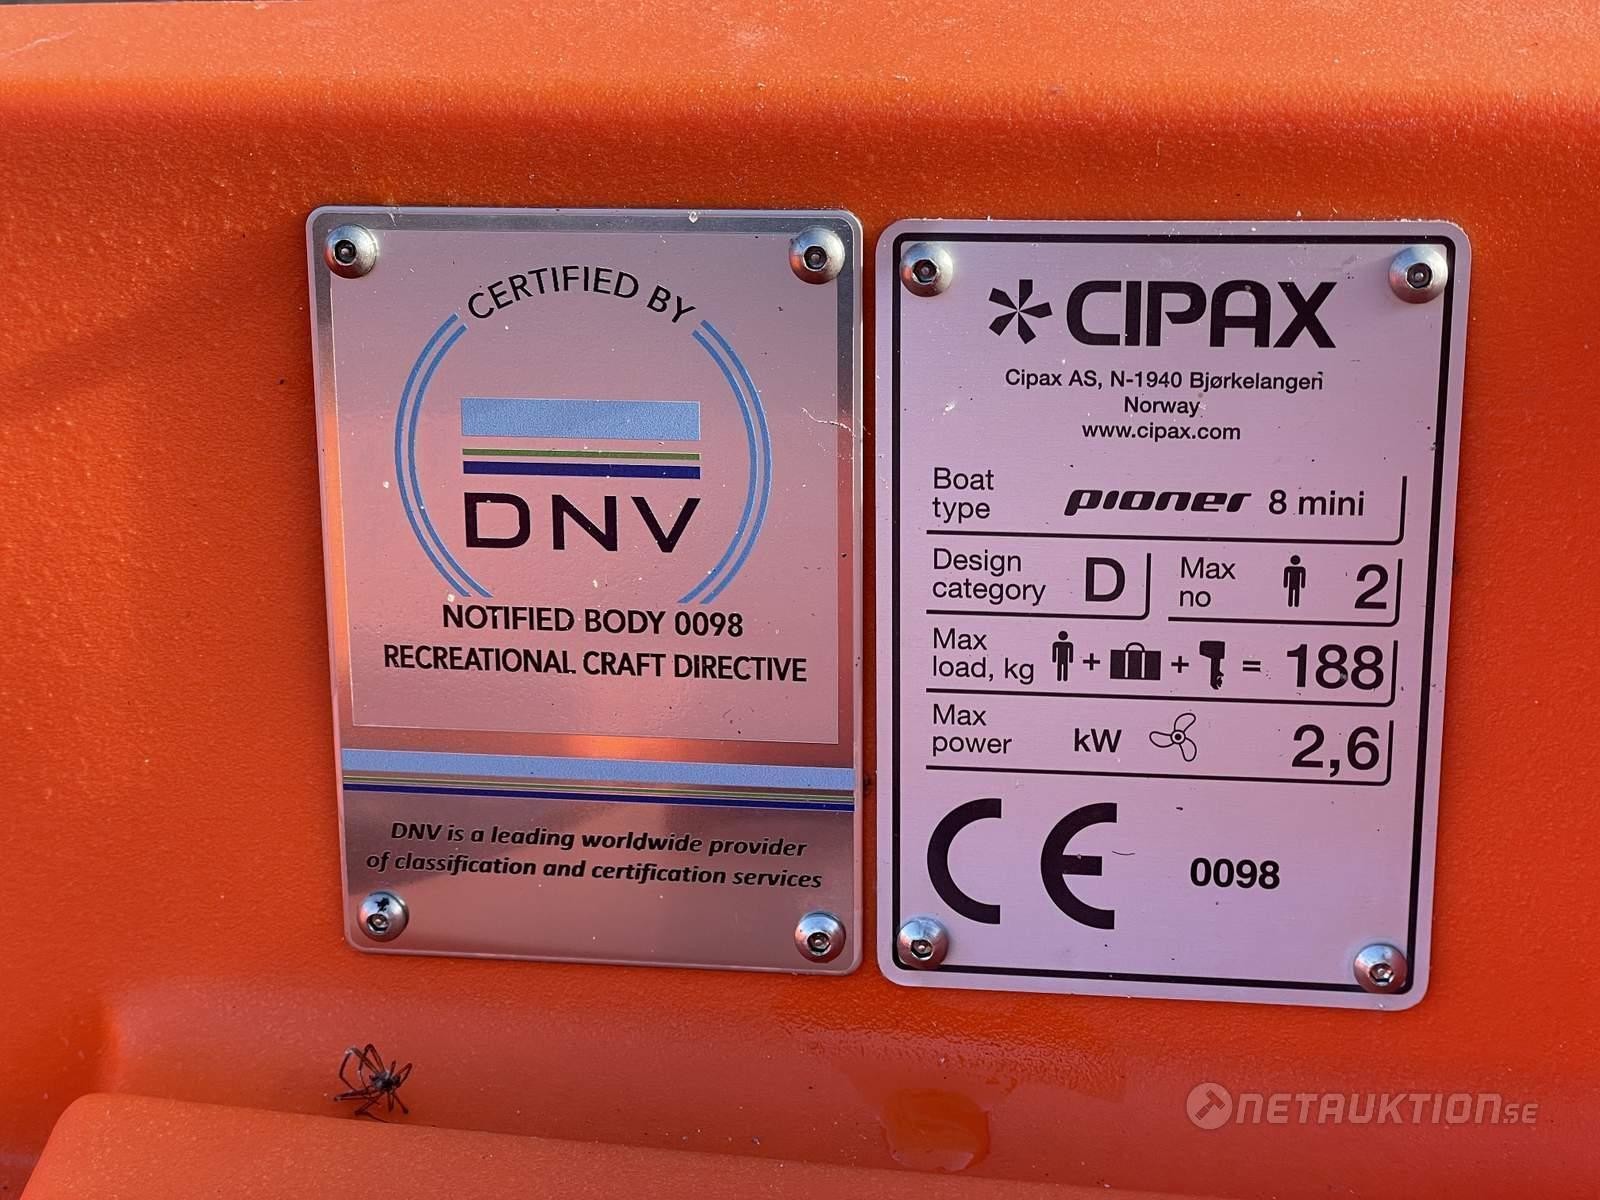 CERTIFIED BY
DNV
NOTIFIED BODY 0098
RECREATIONAL CRAFT DIRECTIVE
DNV is a leading worldwide provider
of classification and certification services
CIPAX
Cipax AS, N-1940 Bjørkelangen
Norway
www.cipax.com
Boat type pioner 8 mini
Design category D Max no 2
Max load, kg + + = 188
Max power kW 2,6
CE 0098
NETAUKTION.SE